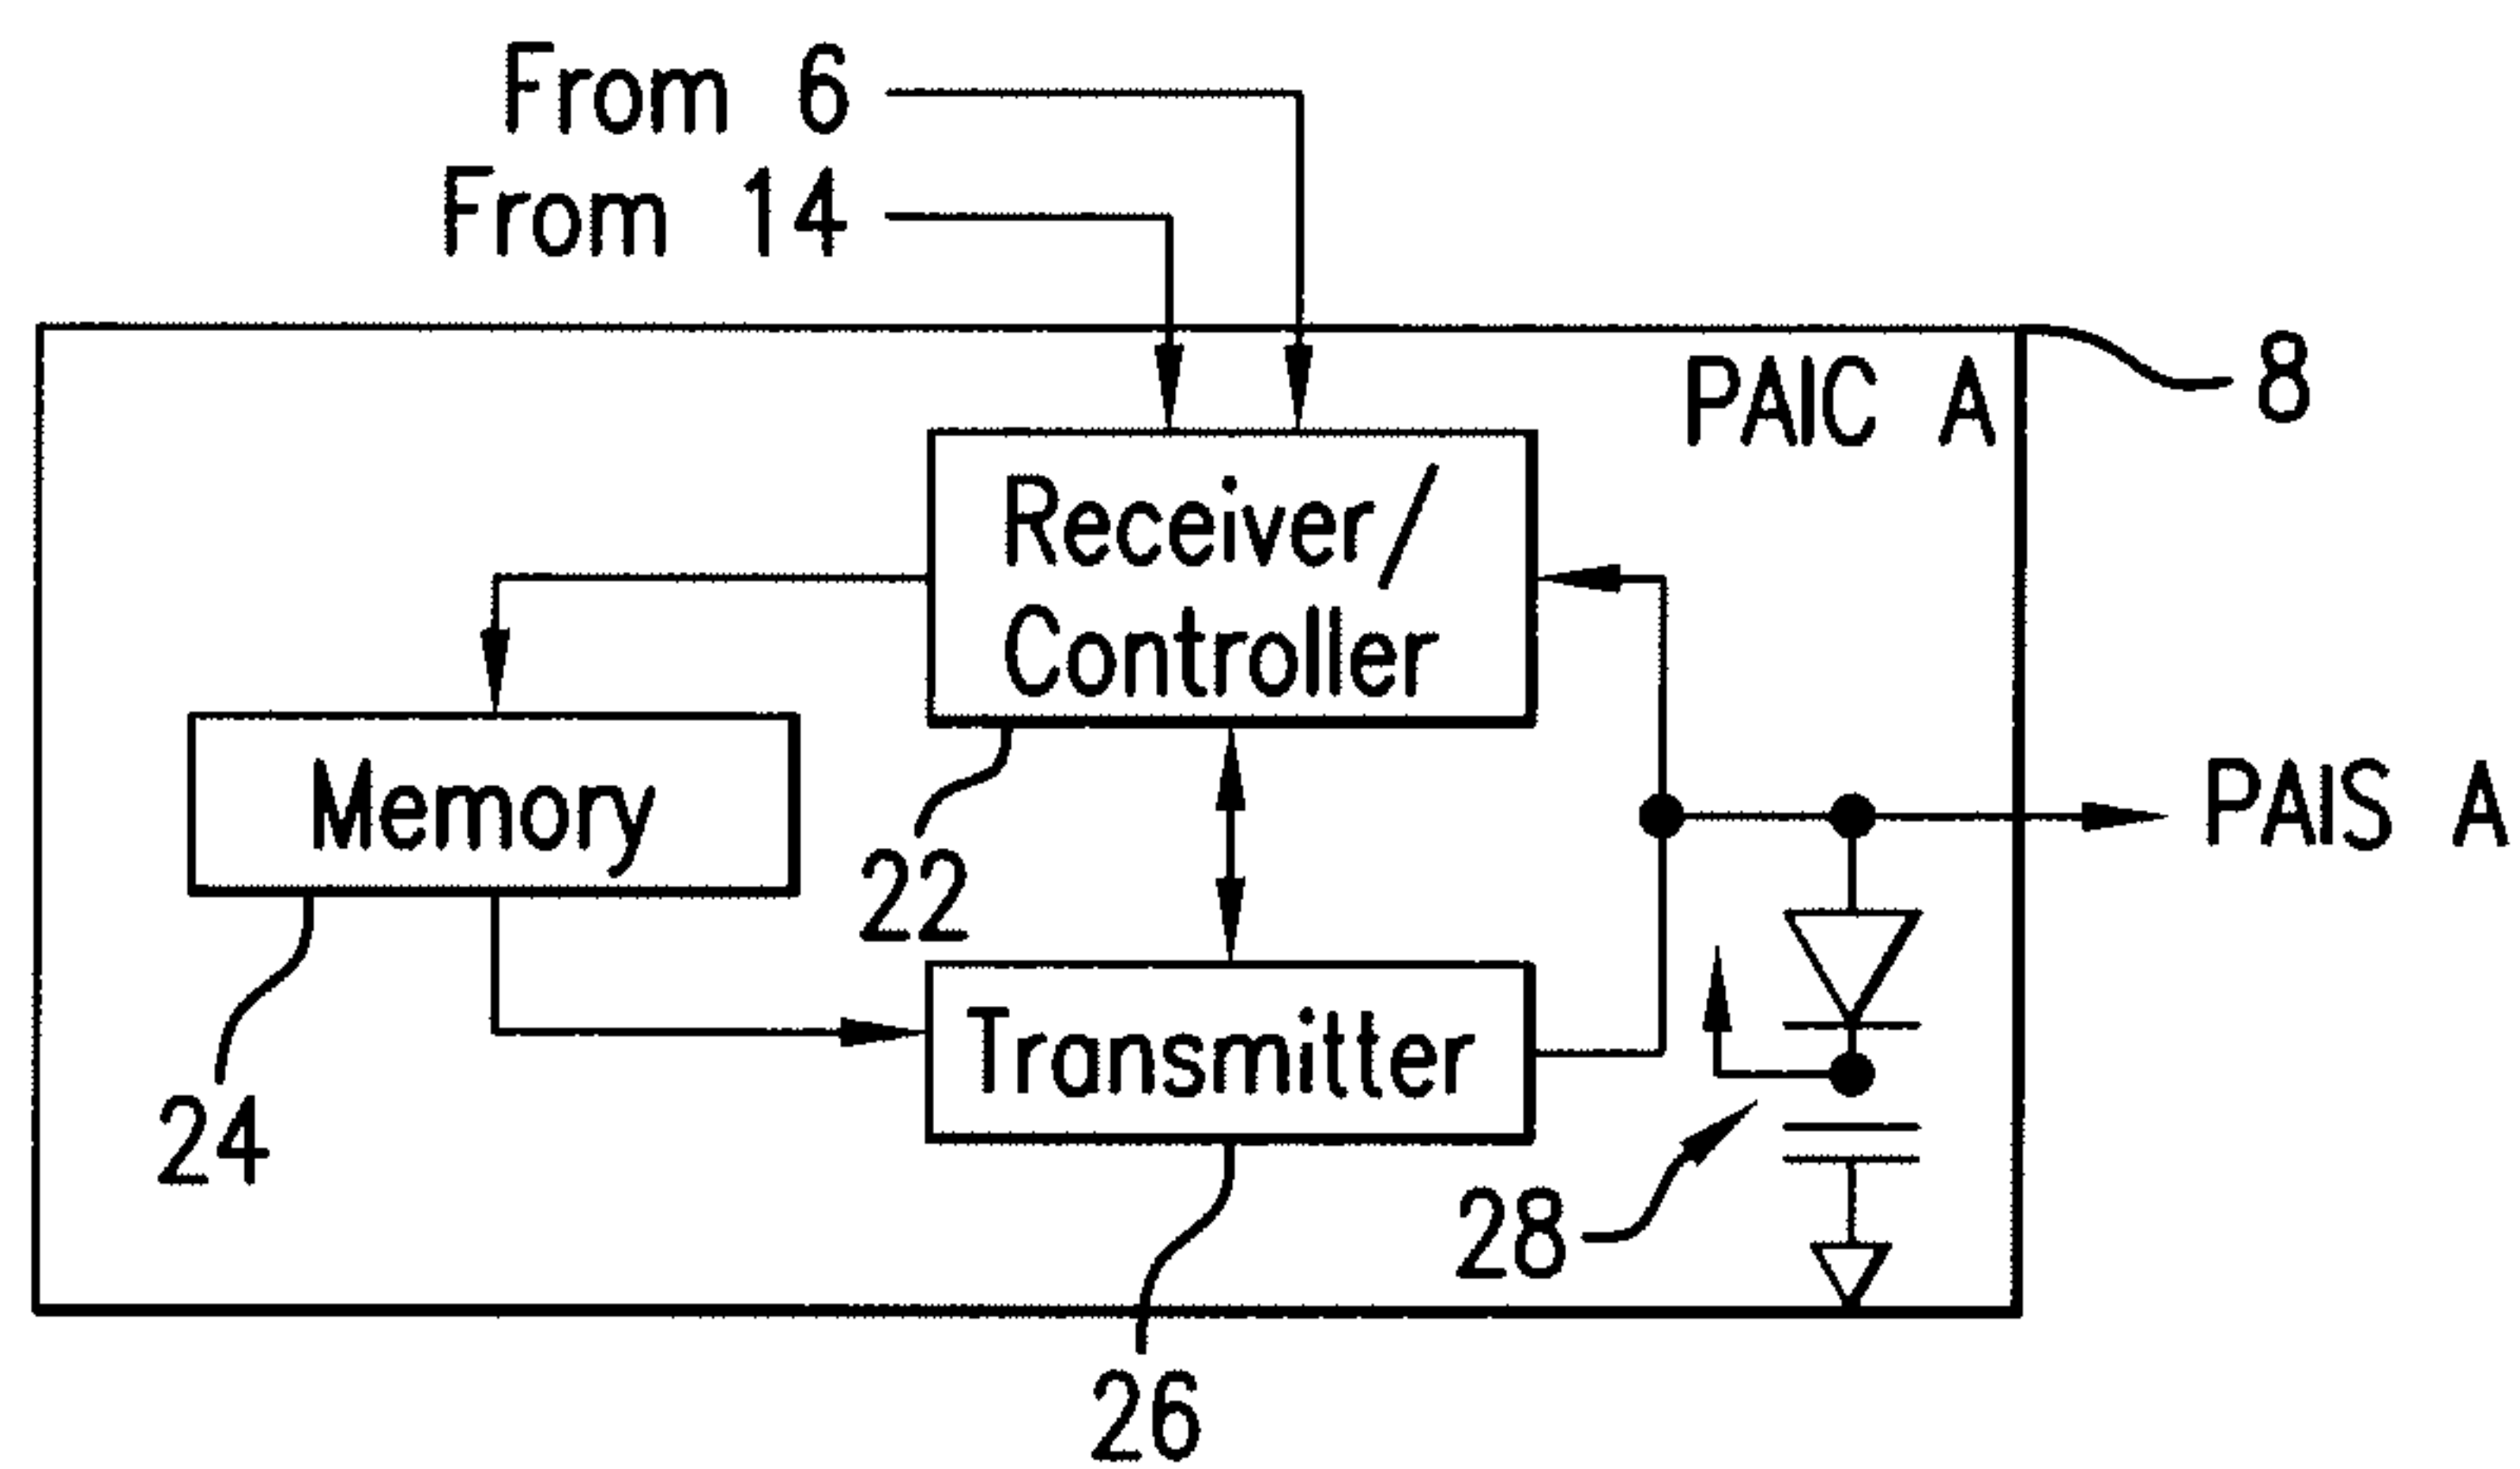 From 6
From 14
8
PAIC A
Receiver/
Controller
Memory
PAIS A
22
Transmitter
24
28
26